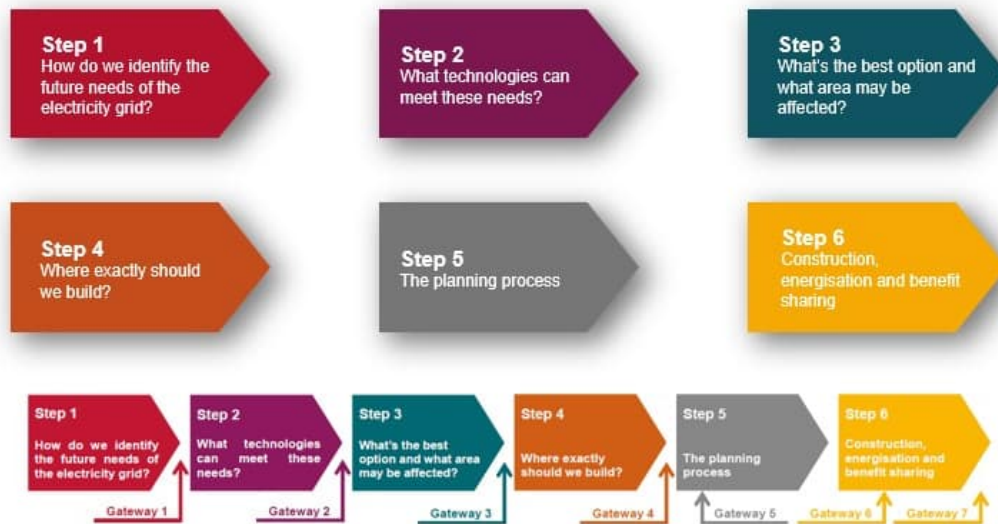 Step 1
How do we identify the
future needs of the
electricity grid?
Step 2
What technologies can
meet these needs?
Step 3
What's the best option and
what area may be
affected?
Step 4
Where exactly should
we build?
Step 5
The planning process
Step 6
Construction,
energisation and benefit
sharing
Step 1
How do we identify
the future needs of
the electricity grid?
Gateway 1
Step 2
What technologies
can meet these
needs?
Gateway 2
Step 3
What's the best
option and what area
may be affected?
Gateway 3
Step 4
Where exactly
should we build?
Gateway 4
Step 5
The planning
process
Gateway 5
Step 6
Construction,
energisation and
benefit sharing
Gateway 6
Gateway 7